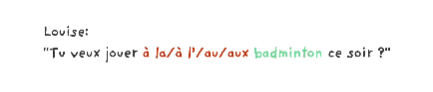 Louise:
"Tu veux jouer à la/à l'/au/aux badminton ce soir ?"